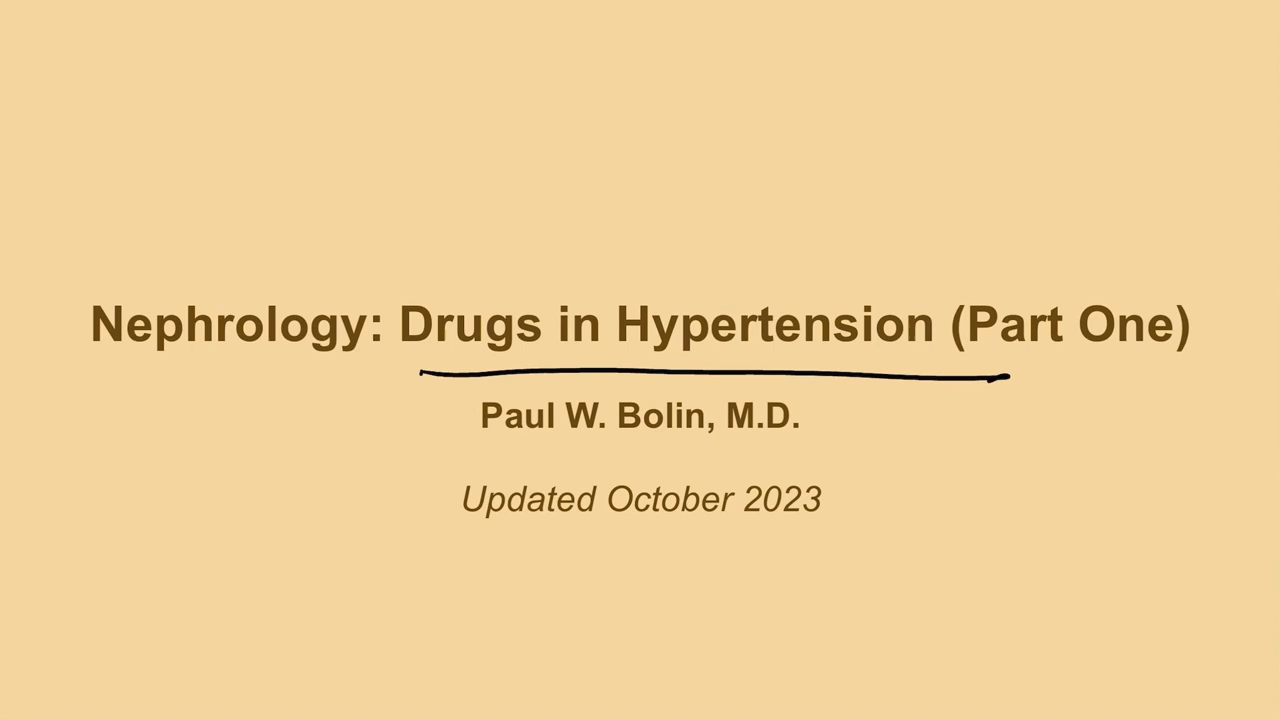 Nephrology: Drugs in Hypertension (Part One)
Paul W. Bolin, M.D.
Updated October 2023